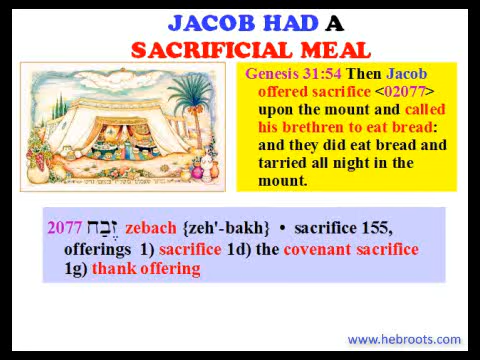 JACOB HAD A
SACRIFICIAL MEAL
Genesis 31:54 Then Jacob
offered sacrifice <02077>
upon the mount and called
his brethren to eat bread:
and they did eat bread and
tarried all night in the
mount.
2077 זֶבַח zebach {zeh'-bakh} • sacrifice 155,
offerings 1) sacrifice 1d) the covenant sacrifice
1g) thank offering
www.hebroots.com